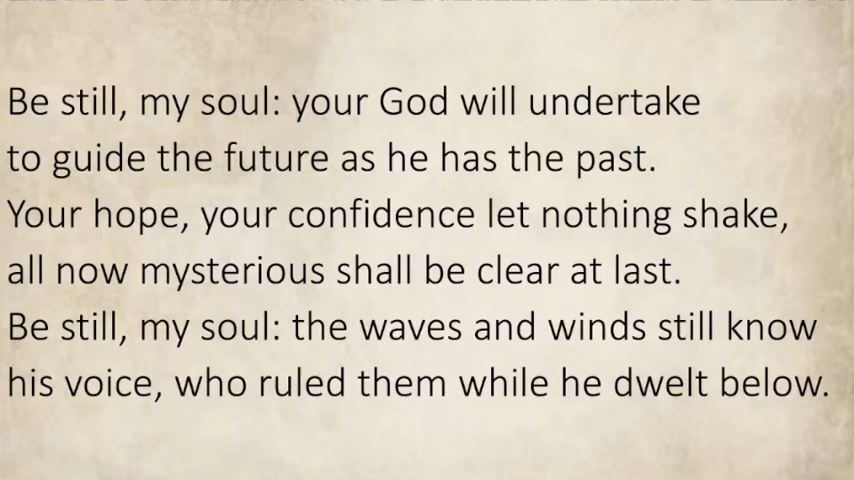 Be still, my soul: your God will undertake
to guide the future as he has the past.
Your hope, your confidence let nothing shake,
all now mysterious shall be clear at last.
Be still, my soul: the waves and winds still know
his voice, who ruled them while he dwelt below.